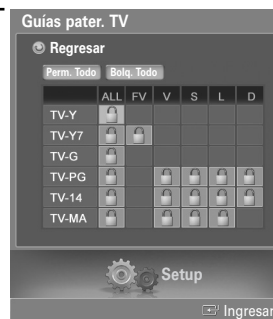 Guías pater. TV
Regresar
Perm. Todo Bolq. Todo
ALL FV V S L D
TV-Y
TV-Y7
TV-G
TV-PG
TV-14
TV-MA
Setup
Ingresar